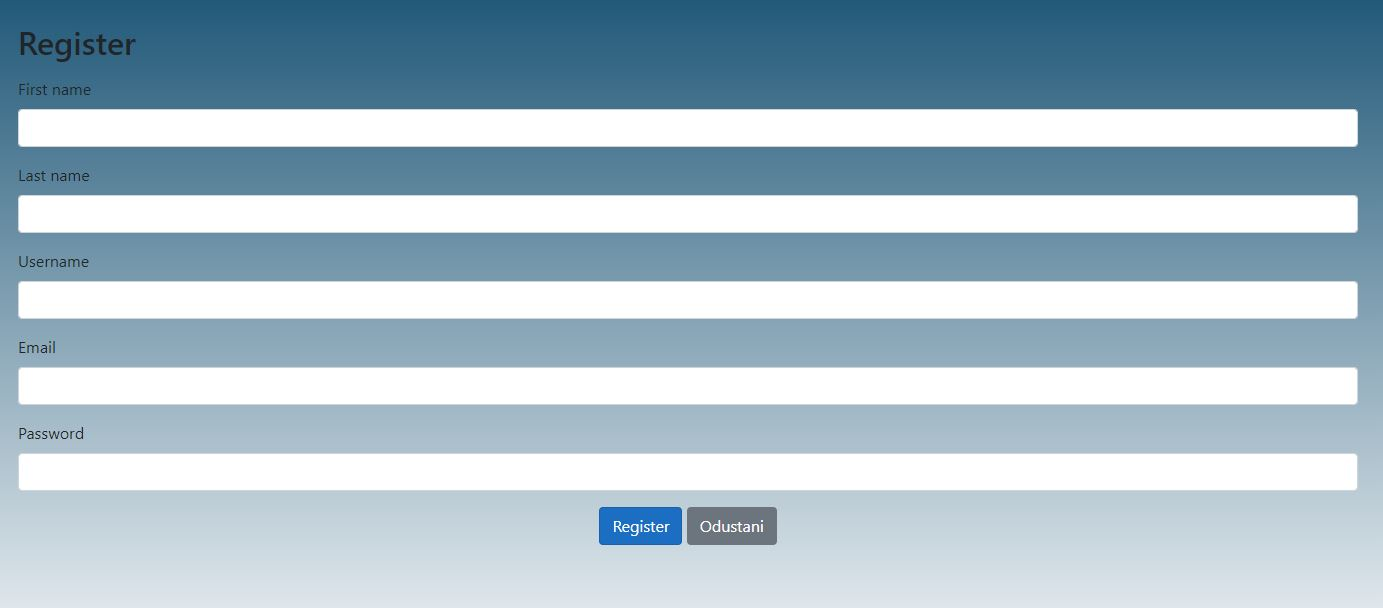 Register
First name
Last name
Username
Email
Password
Register Odustani